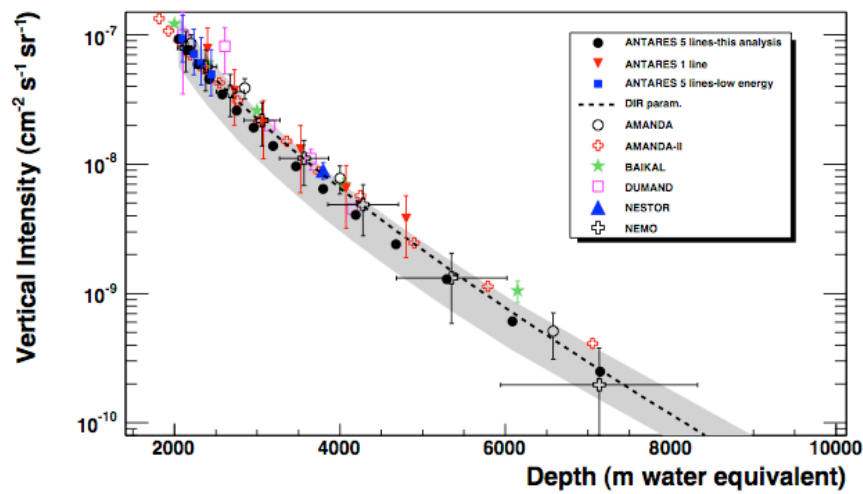 Vertical Intensity (cm⁻² s⁻¹ sr⁻¹)
10⁻⁷
10⁻⁸
10⁻⁹
10⁻¹⁰
ANTARES 5 lines-this analysis
ANTARES 1 line
ANTARES 5 lines-low energy
DIR param.
AMANDA
AMANDA-II
BAIKAL
DUMAND
NESTOR
NEMO
2000 4000 6000 8000 10000
Depth (m water equivalent)